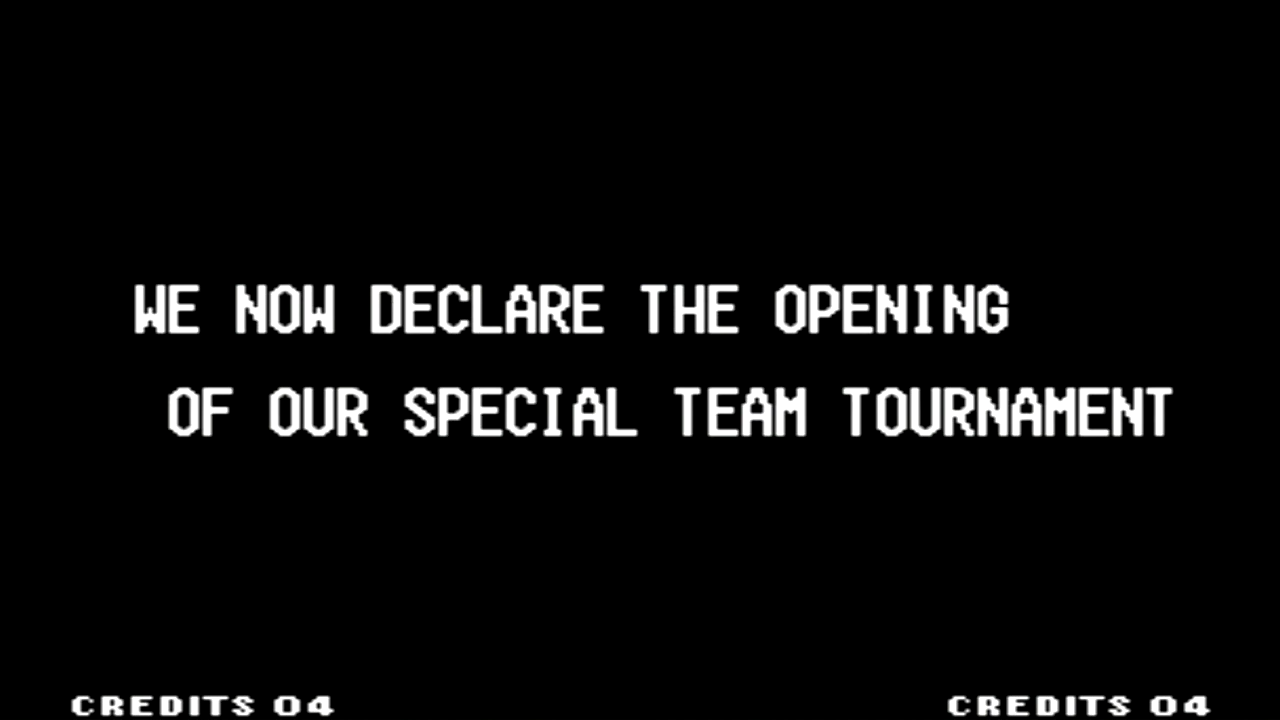 WE NOW DECLARE THE OPENING
OF OUR SPECIAL TEAM TOURNAMENT
CREDITS 04 CREDITS 04